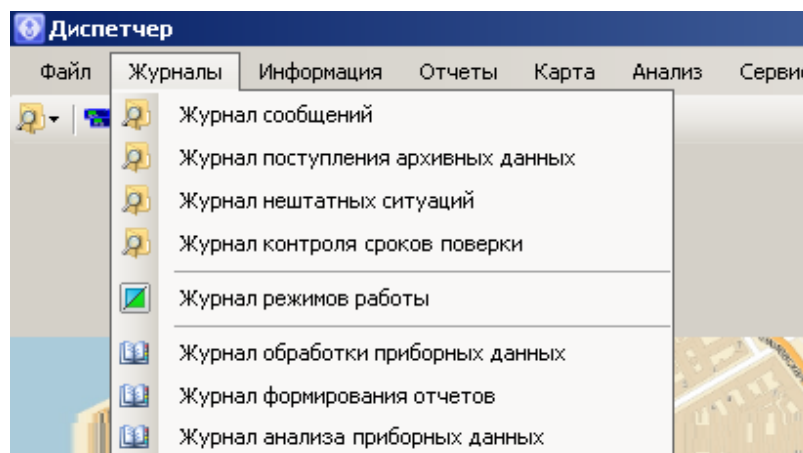 Диспетчер
Файл Журналы Информация Отчеты Карта Анализ
Журнал сообщений
Журнал поступления архивных данных
Журнал нештатных ситуаций
Журнал контроля сроков поверки
Журнал режимов работы
Журнал обработки приборных данных
Журнал формирования отчетов
Журнал анализа приборных данных